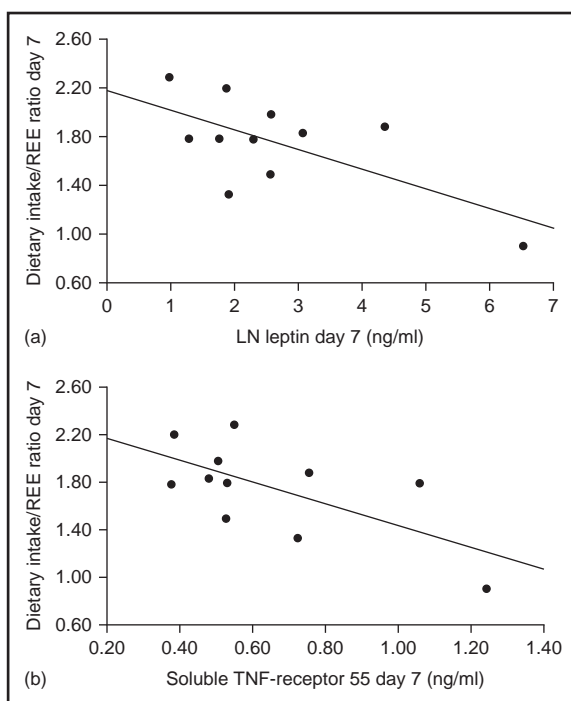 Dietary intake/REE ratio day 7
2.60
2.20
1.80
1.40
1.00
0.60
0 1 2 3 4 5 6 7
(a) LN leptin day 7 (ng/ml)
Dietary intake/REE ratio day 7
2.60
2.20
1.80
1.40
1.00
0.60
0.20 0.40 0.60 0.80 1.00 1.20 1.40
(b) Soluble TNF-receptor 55 day 7 (ng/ml)